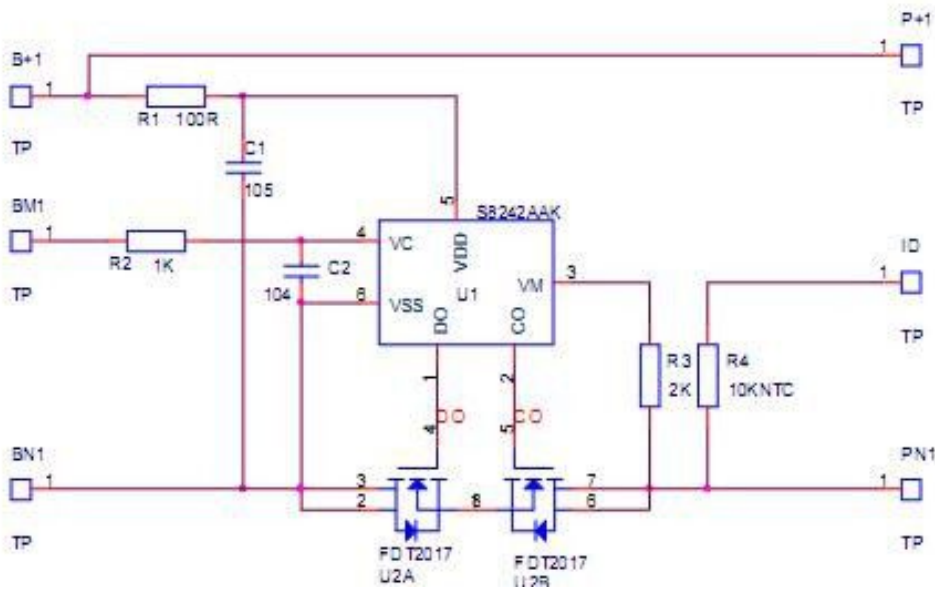 P+1
1
TP
B+1
1
R1 100R
TP
C1
105
5
S8242AAK
BM1
1
R2 1K
4 VC
VDD
C2
104
6 VSS
U1
VM 3
DO
CO
TP
ID
1
TP
R3
2K
R4
10KNTC
1
2
DO
CO
4
5
BN1
1
3
2
8
7
6
PN1
1
TP
FDT2017
U2A
FDT2017
U2B
TP